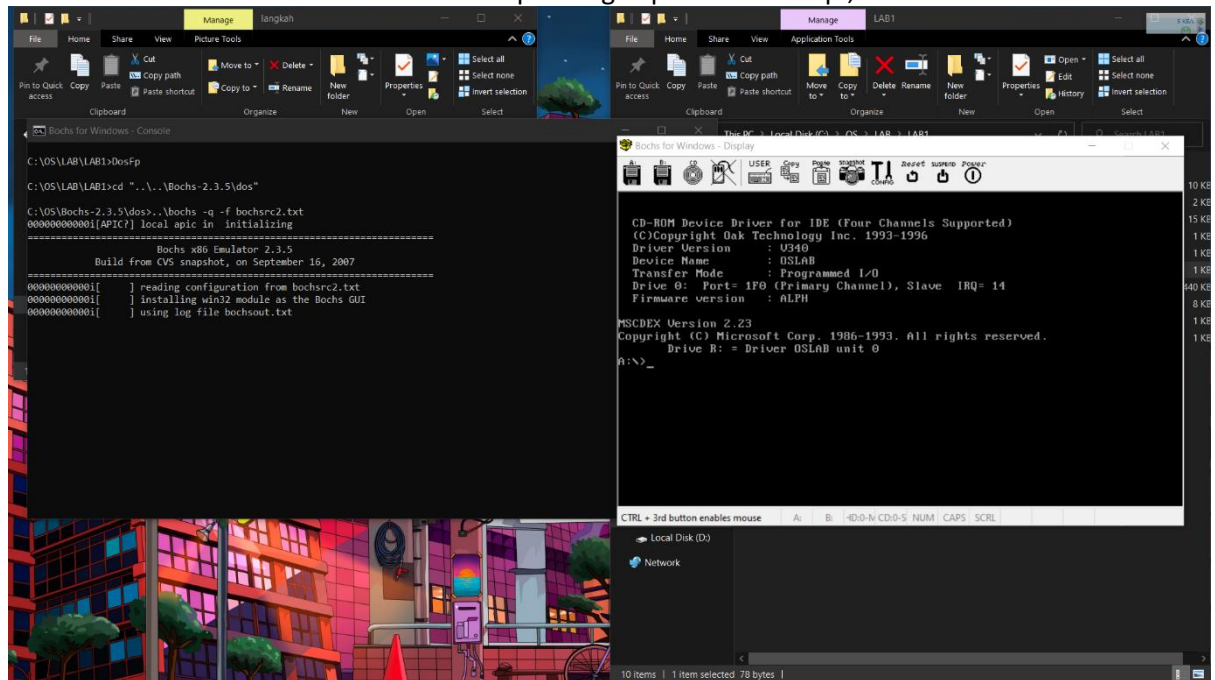 Manage
langkah
File Home Share View Picture Tools
Pin to Quick access
Copy
Paste
Cut
Copy path
Paste shortcut
Move to
Copy to
Delete
Rename
New folder
Properties
Select all
Select none
Invert selection
Clipboard Organize New Open Select
Bochs for Windows - Console
C:\OS\LAB\LAB1>DosFp
C:\OS\LAB\LAB1>cd "..\..\Bochs-2.3.5\dos"
C:\OS\Bochs-2.3.5\dos>..\bochs -q -f bochsrc2.txt
00000000000i[APIC?] local apic in initializing
========================================================================
Bochs x86 Emulator 2.3.5
Build from CVS snapshot, on September 16, 2007
========================================================================
00000000000i[ ] reading configuration from bochsrc2.txt
00000000000i[ ] installing win32 module as the Bochs GUI
00000000000i[ ] using log file bochsout.txt
Manage
LAB1
File Home Share View Application Tools
Pin to Quick access
Copy
Paste
Cut
Copy path
Paste shortcut
Move to
Copy to
Delete
Rename
New folder
Properties
Open
Edit
History
Select all
Select none
Invert selection
Clipboard Organize New Open Select
This PC > Local Disk (C:) > OS > LAB > LAB1
Search LAB1
Bochs for Windows - Display
A: B: CD USER Copy Paste snapshot CONFIG Reset SUSPEND Power
CD-ROM Device Driver for IDE (Four Channels Supported)
(C)Copyright Oak Technology Inc. 1993-1996
Driver Version : V340
Device Name : OSLAB
Transfer Mode : Programmed I/O
Drive 0: Port= 1F0 (Primary Channel), Slave IRQ= 14
Firmware version : ALPH
MSCDEX Version 2.23
Copyright (C) Microsoft Corp. 1986-1993. All rights reserved.
Drive R: = Driver OSLAB unit 0
A:\>_
CTRL + 3rd button enables mouse A: B: HD:0-M CD:0-S NUM CAPS SCRL
10 KB
2 KB
15 KB
1 KB
1 KB
1 KB
440 KB
8 KB
1 KB
1 KB
Local Disk (D:)
Network
10 items 1 item selected 78 bytes